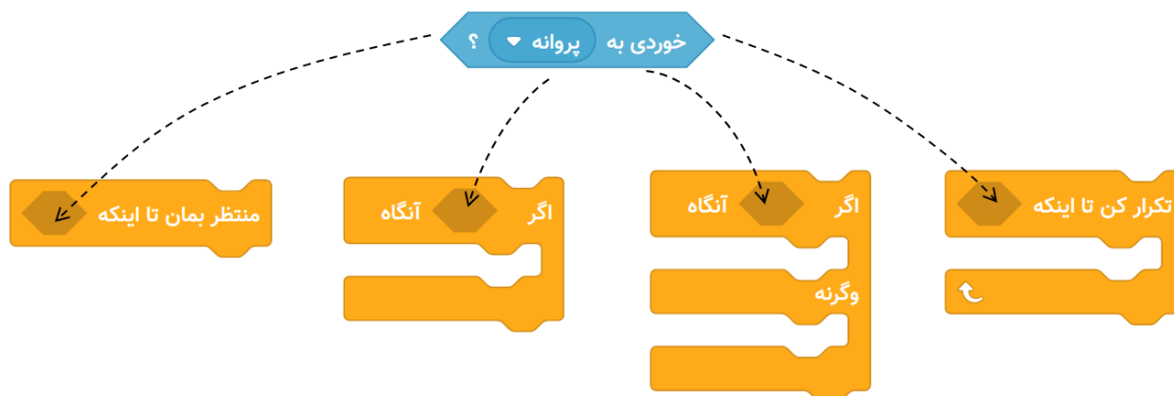 خوردی به پروانه ؟
تکرار کن تا اینکه
اگر آنگاه
وگرنه
اگر آنگاه
منتظر بمان تا اینکه